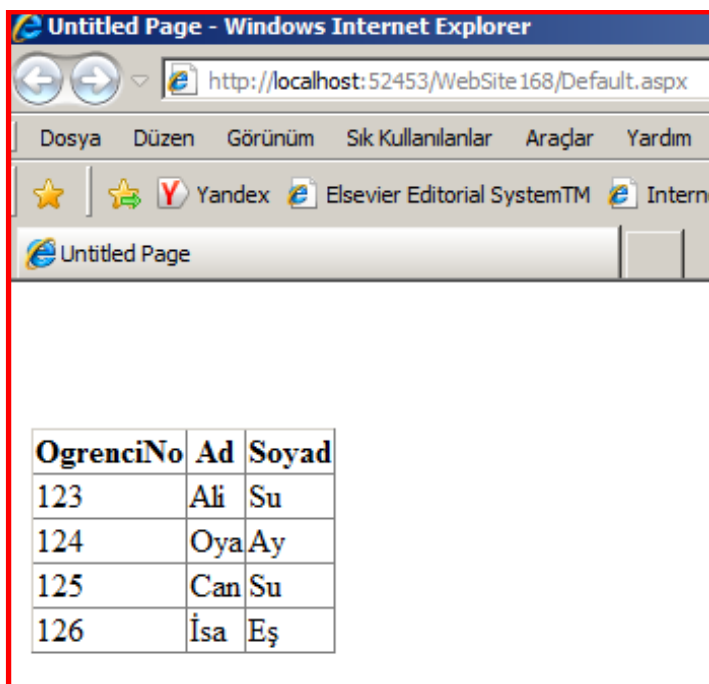 Untitled Page - Windows Internet Explorer
http://localhost:52453/WebSite168/Default.aspx
Dosya Düzen Görünüm Sık Kullanılanlar Araçlar Yardım
Yandex Elsevier Editorial SystemTM Intern
Untitled Page
OgrenciNo Ad Soyad
123 Ali Su
124 Oya Ay
125 Can Su
126 İsa Eş